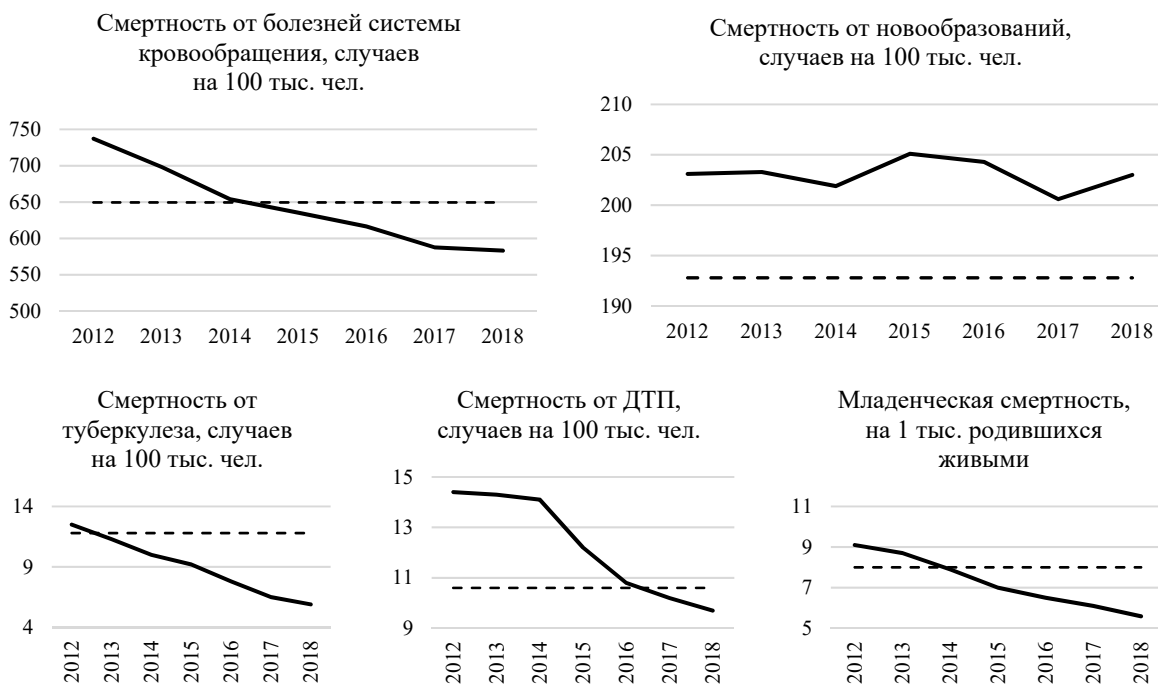 Смертность от болезней системы
кровообращения, случаев
на 100 тыс. чел.
750
700
650
600
550
500
2012 2013 2014 2015 2016 2017 2018
Смертность от новообразований,
случаев на 100 тыс. чел.
210
205
200
195
190
2012 2013 2014 2015 2016 2017 2018
Смертность от
туберкулеза, случаев
на 100 тыс. чел.
14
9
4
2012 2013 2014 2015 2016 2017 2018
Смертность от ДТП,
случаев на 100 тыс. чел.
15
13
11
9
2012 2013 2014 2015 2016 2017 2018
Младенческая смертность,
на 1 тыс. родившихся
живыми
11
9
7
5
2012 2013 2014 2015 2016 2017 2018